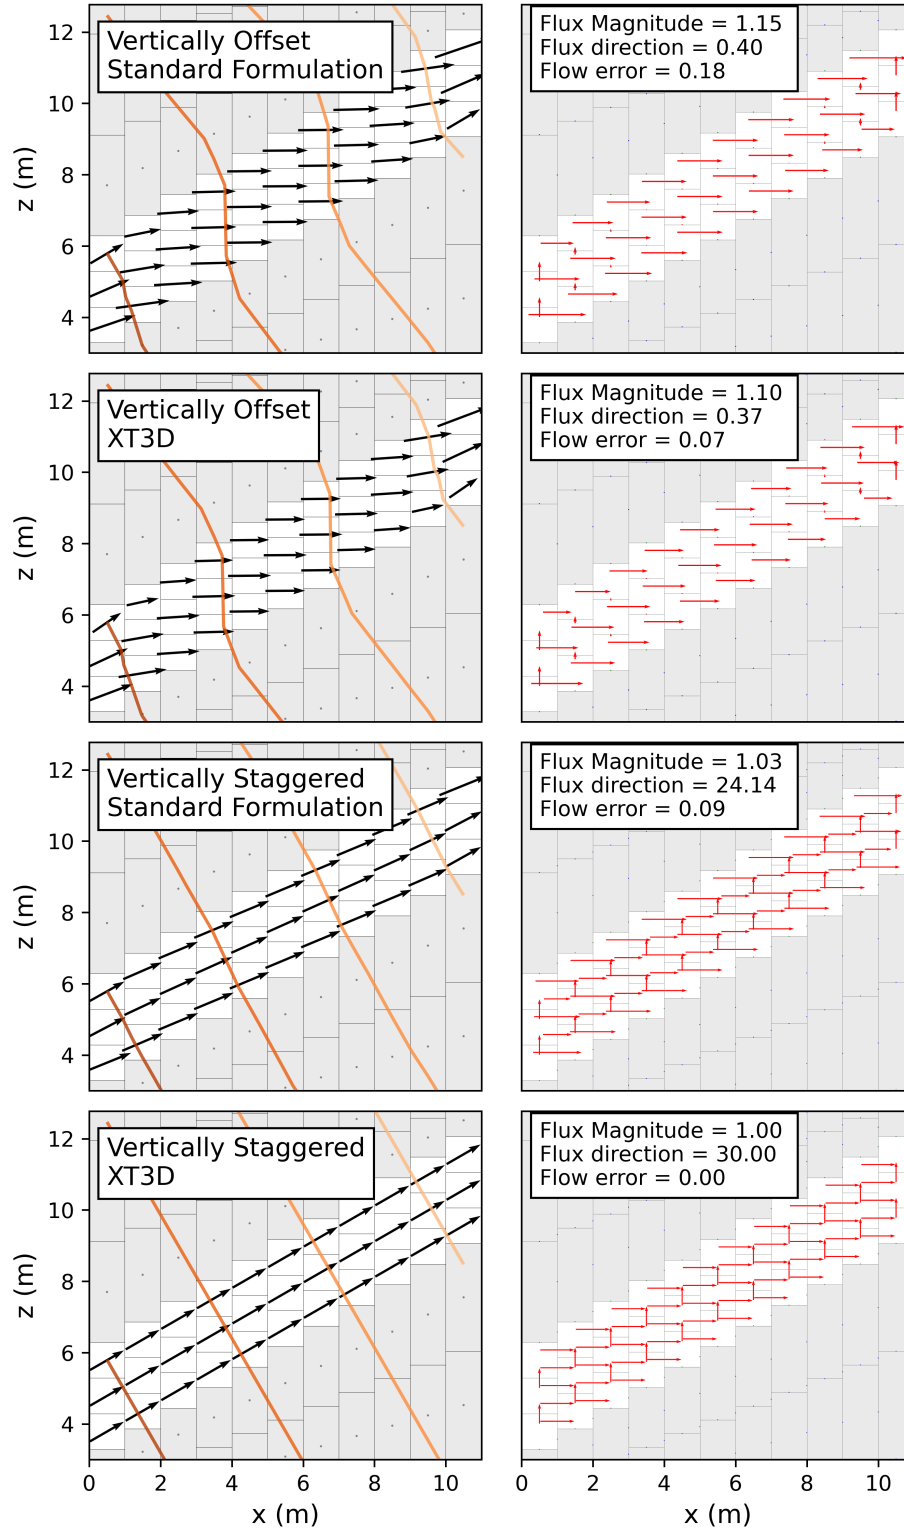 12
10
8
6
4
z (m)
Vertically Offset
Standard Formulation
Flux Magnitude = 1.15
Flux direction = 0.40
Flow error = 0.18
12
10
8
6
4
z (m)
Vertically Offset
XT3D
Flux Magnitude = 1.10
Flux direction = 0.37
Flow error = 0.07
12
10
8
6
4
z (m)
Vertically Staggered
Standard Formulation
Flux Magnitude = 1.03
Flux direction = 24.14
Flow error = 0.09
12
10
8
6
4
z (m)
Vertically Staggered
XT3D
Flux Magnitude = 1.00
Flux direction = 30.00
Flow error = 0.00
0 2 4 6 8 10
x (m)
0 2 4 6 8 10
x (m)